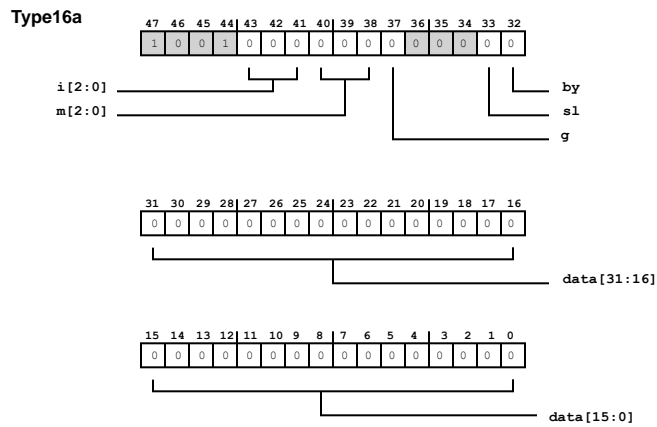 Type16a
47 46 45 44 43 42 41 40 39 38 37 36 35 34 33 32
1 0 0 1 0 0 0 0 0 0 0 0 0 0 0 0
i[2:0]
by
m[2:0]
sl
g
31 30 29 28 27 26 25 24 23 22 21 20 19 18 17 16
0 0 0 0 0 0 0 0 0 0 0 0 0 0 0 0
data[31:16]
15 14 13 12 11 10 9 8 7 6 5 4 3 2 1 0
0 0 0 0 0 0 0 0 0 0 0 0 0 0 0 0
data[15:0]